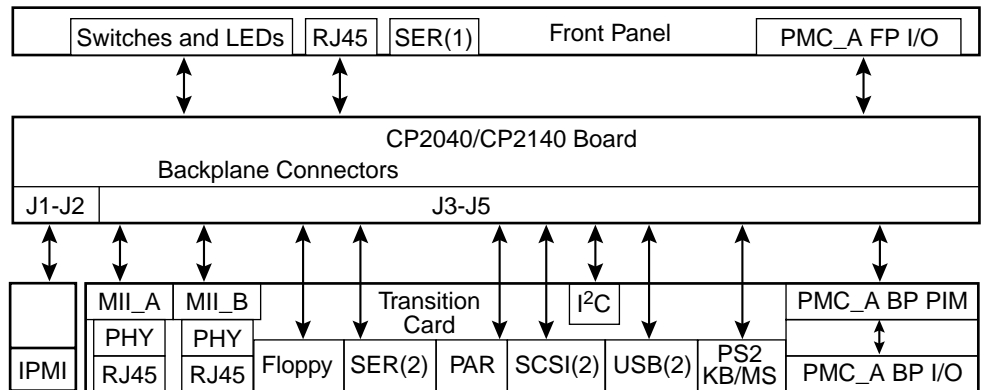 Switches and LEDs RJ45 SER(1) Front Panel PMC_A FP I/O
CP2040/CP2140 Board
Backplane Connectors
J1-J2 J3-J5
MII_A MII_B Transition Card I²C PMC_A BP PIM
PHY PHY
IPMI RJ45 RJ45 Floppy SER(2) PAR SCSI(2) USB(2) PS2 KB/MS PMC_A BP I/O